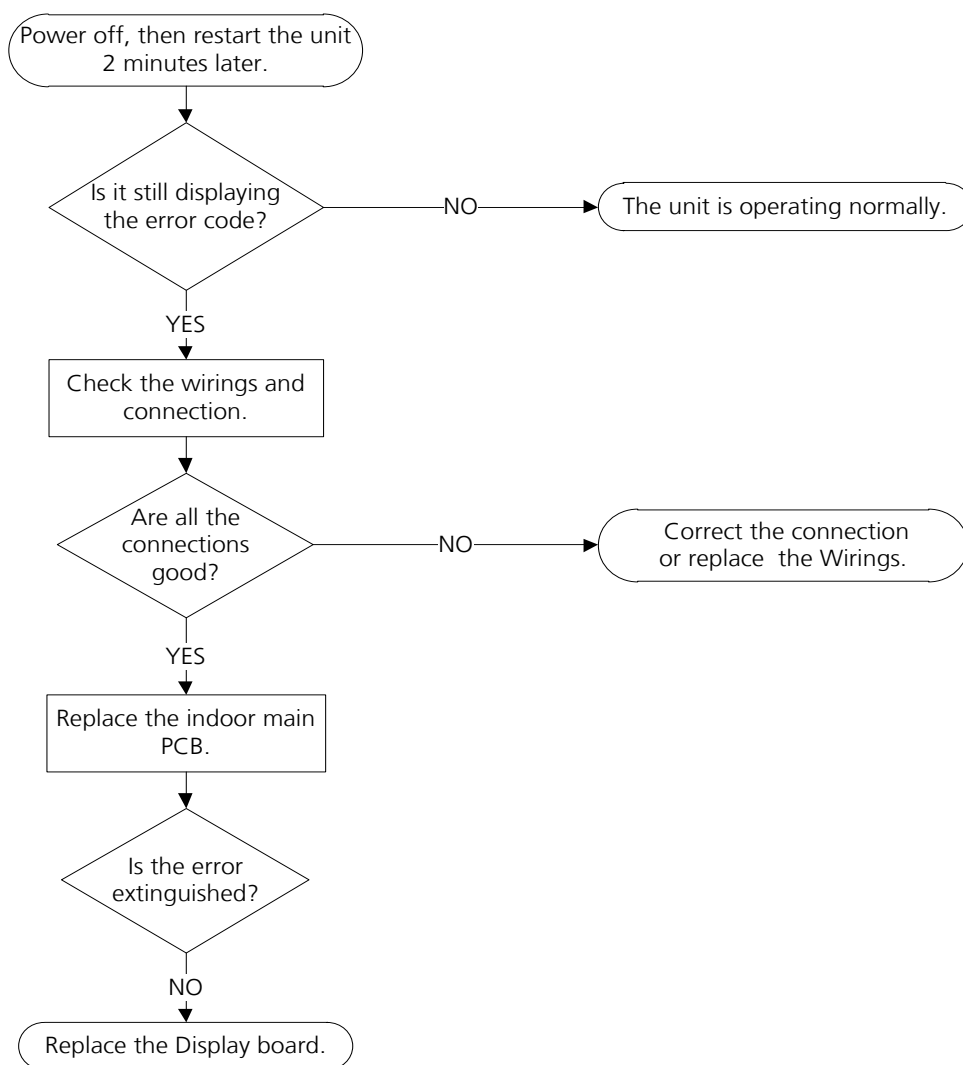 Power off, then restart the unit
2 minutes later.
Is it still displaying
the error code?
NO
The unit is operating normally.
YES
Check the wirings and
connection.
Are all the
connections
good?
NO
Correct the connection
or replace  the Wirings.
YES
Replace the indoor main
PCB.
Is the error
extinguished?
NO
Replace the Display board.